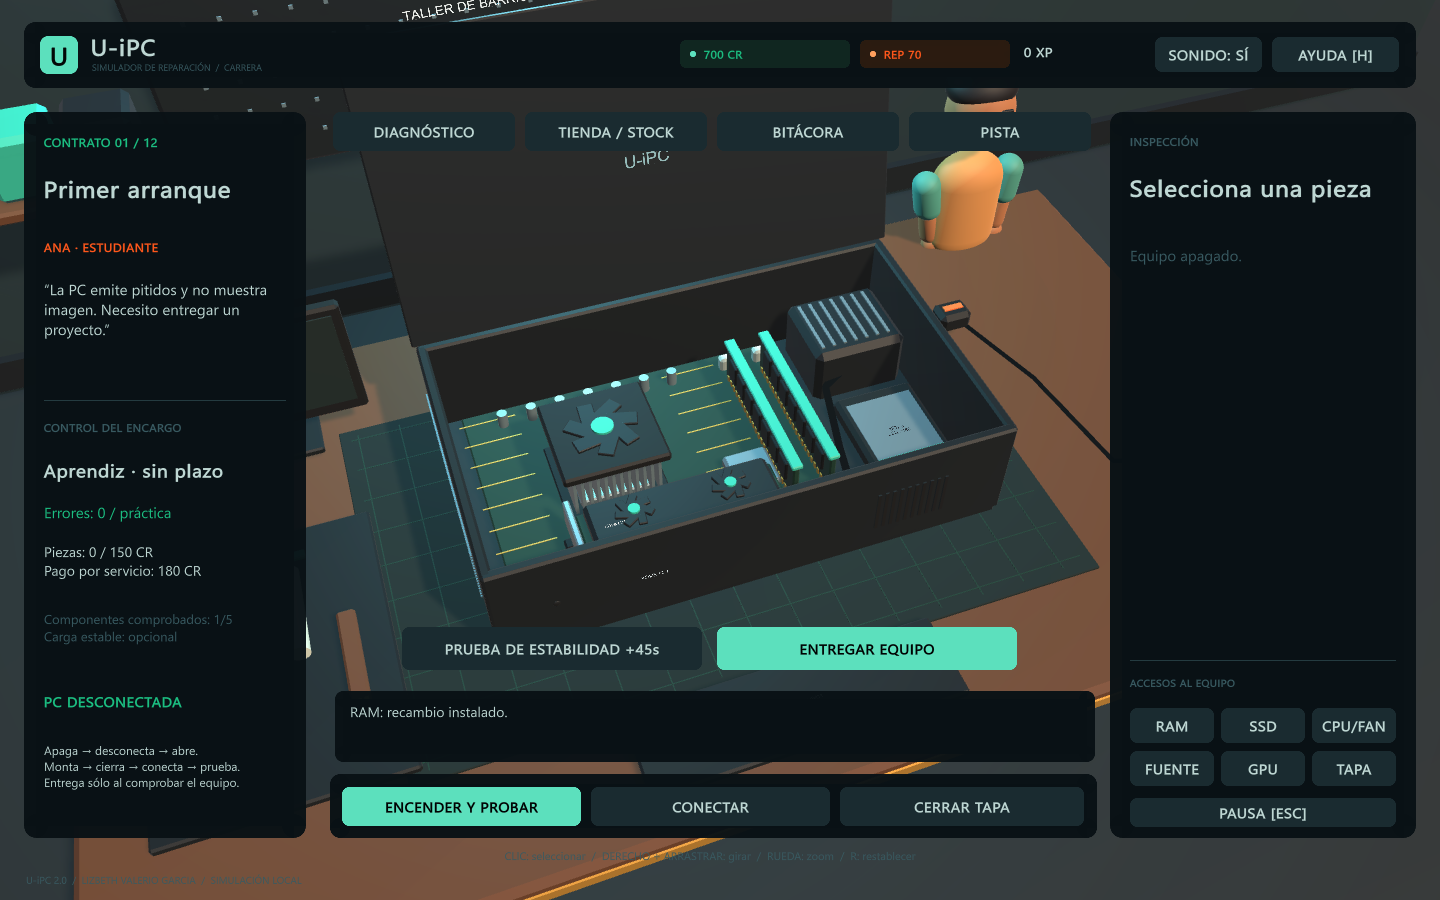 TALLER DE
U
U-iPC
SIMULADOR DE REPARACIÓN / CARRERA
700 CR
REP 70
0 XP
SONIDO: SÍ
AYUDA [H]
DIAGNÓSTICO
TIENDA / STOCK
BITÁCORA
PISTA
U-iPC
CONTRATO 01 / 12
Primer arranque
ANA · ESTUDIANTE
“La PC emite pitidos y no muestra
imagen. Necesito entregar un
proyecto.”
CONTROL DEL ENCARGO
Aprendiz · sin plazo
Errores: 0 / práctica
Piezas: 0 / 150 CR
Pago por servicio: 180 CR
Componentes comprobados: 1/5
Carga estable: opcional
PC DESCONECTADA
Apaga → desconecta → abre.
Monta → cierra → conecta → prueba.
Entrega sólo al comprobar el equipo.
PRUEBA DE ESTABILIDAD +45s
ENTREGAR EQUIPO
RAM: recambio instalado.
ENCENDER Y PROBAR
CONECTAR
CERRAR TAPA
INSPECCIÓN
Selecciona una pieza
Equipo apagado.
ACCESOS AL EQUIPO
RAM
SSD
CPU/FAN
FUENTE
GPU
TAPA
PAUSA [ESC]
CLIC: seleccionar / DERECHO + ARRASTRAR: girar / RUEDA: zoom / R: restablecer
U-iPC 2.0 /
SIMULACIÓN LOCAL